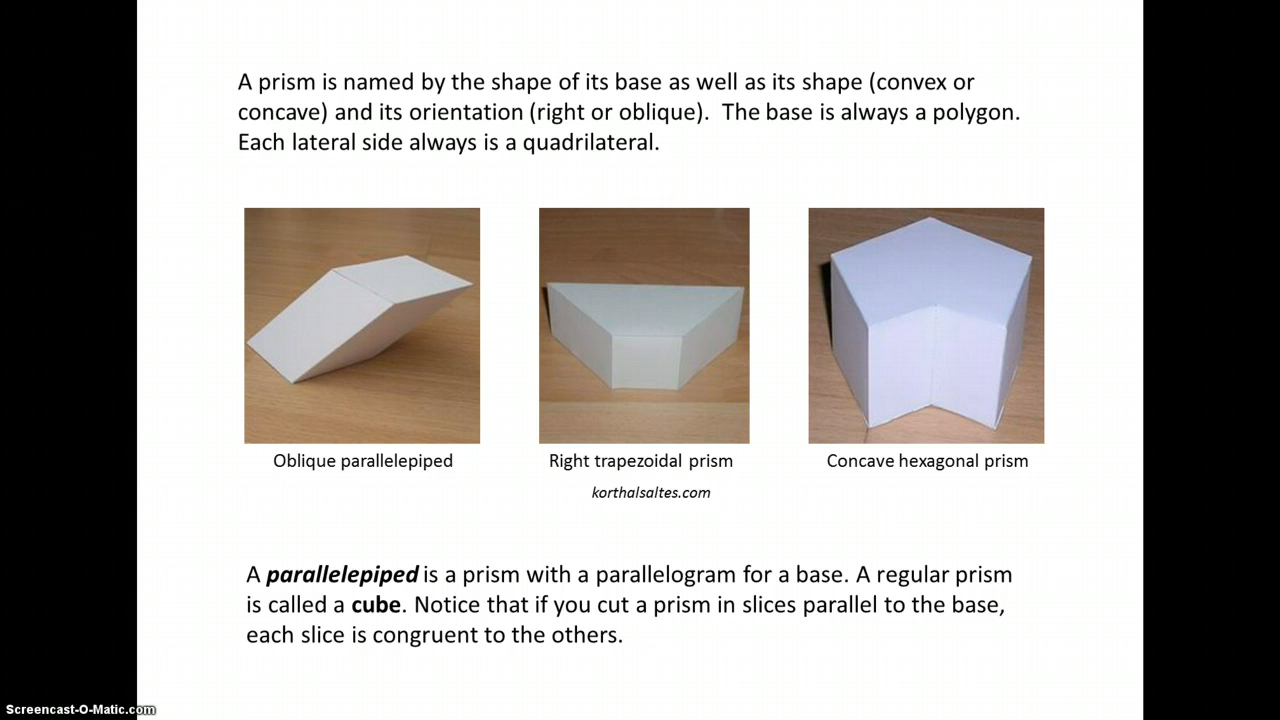 A prism is named by the shape of its base as well as its shape (convex or
concave) and its orientation (right or oblique).  The base is always a polygon.
Each lateral side always is a quadrilateral.
Oblique parallelepiped
Right trapezoidal prism
Concave hexagonal prism
korthalsaltes.com
A parallelepiped is a prism with a parallelogram for a base. A regular prism
is called a cube. Notice that if you cut a prism in slices parallel to the base,
each slice is congruent to the others.
Screencast-O-Matic.com